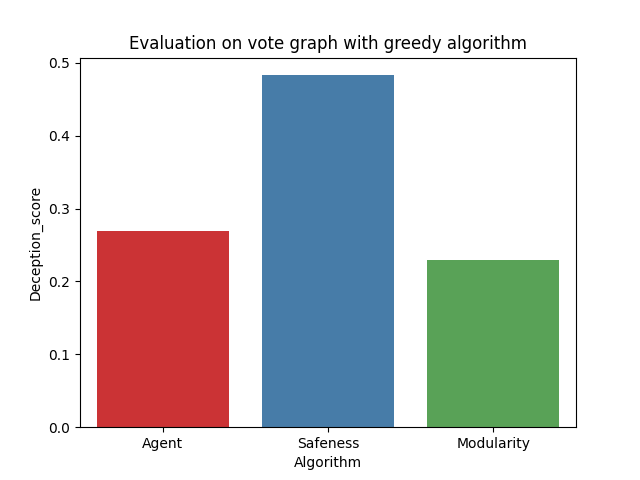 Evaluation on vote graph with greedy algorithm
0.5
0.4
0.3
0.2
0.1
0.0
Deception_score
Agent Safeness Modularity
Algorithm